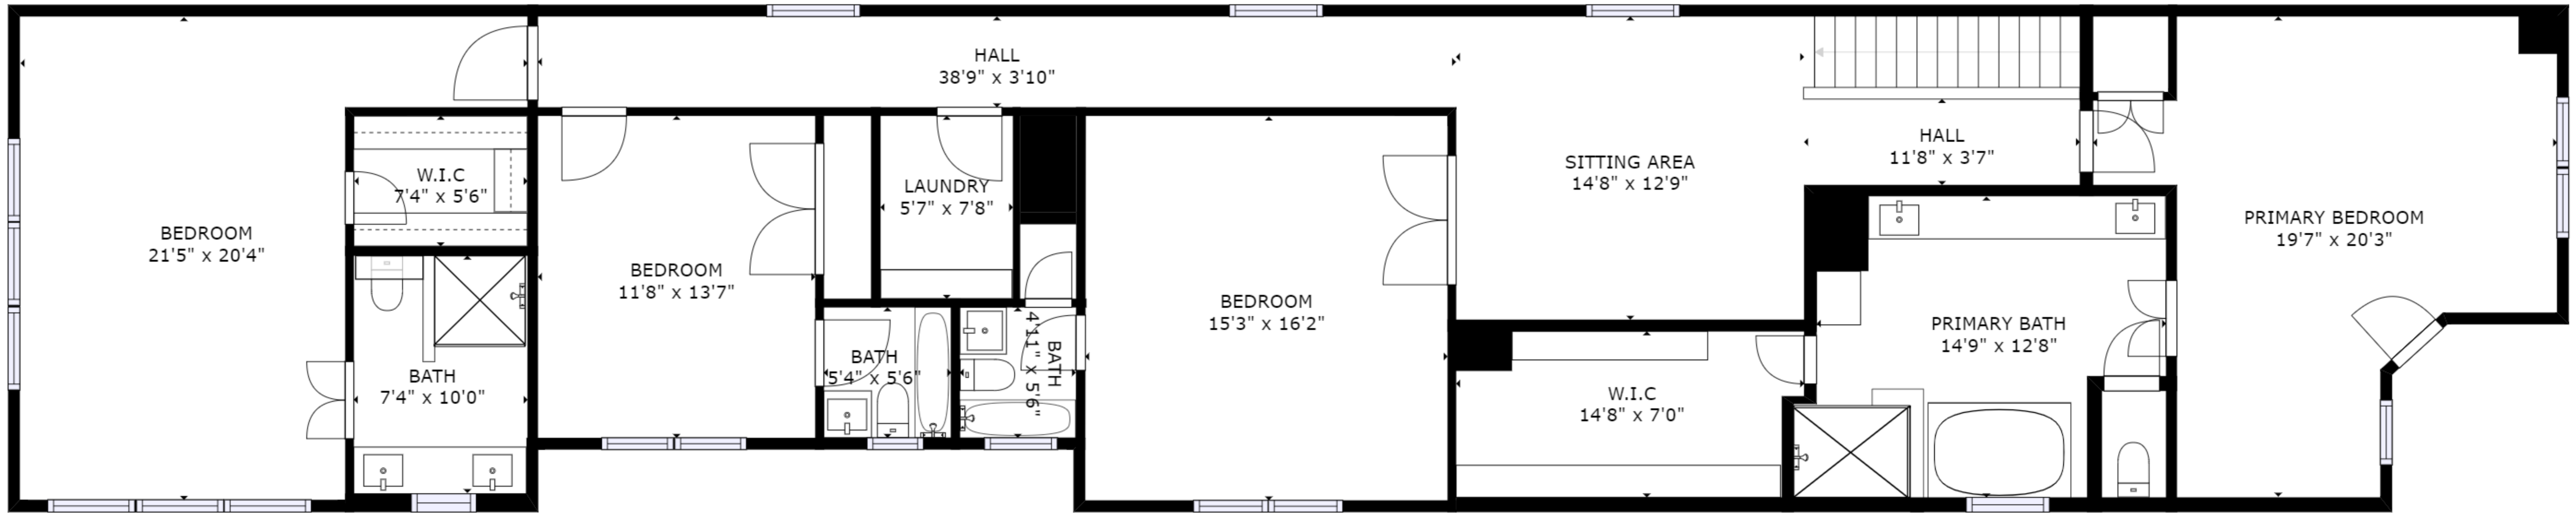 HALL
38'9" x 3'10"
HALL
11'8" x 3'7"
SITTING AREA
14'8" x 12'9"
W.I.C
7'4" x 5'6"
LAUNDRY
5'7" x 7'8"
BEDROOM
21'5" x 20'4"
PRIMARY BEDROOM
19'7" x 20'3"
BEDROOM
11'8" x 13'7"
BEDROOM
15'3" x 16'2"
PRIMARY BATH
14'9" x 12'8"
BATH
7'4" x 10'0"
BATH
5'4" x 5'6"
BATH
4'11" x 5'6"
W.I.C
14'8" x 7'0"